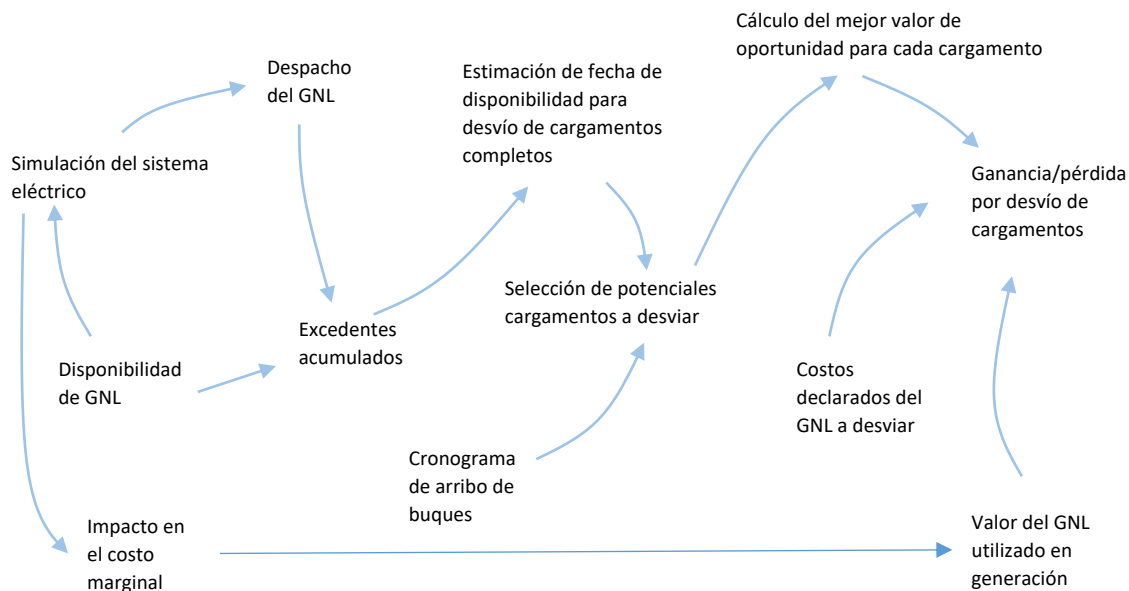 Cálculo del mejor valor de
oportunidad para cada cargamento
Despacho
del GNL
Estimación de fecha de
disponibilidad para
desvío de cargamentos
completos
Simulación del sistema
eléctrico
Ganancia/pérdida
por desvío de
cargamentos
Selección de potenciales
cargamentos a desviar
Excedentes
acumulados
Disponibilidad
de GNL
Costos
declarados del
GNL a desviar
Cronograma
de arribo de
buques
Impacto en
el costo
marginal
Valor del GNL
utilizado en
generación